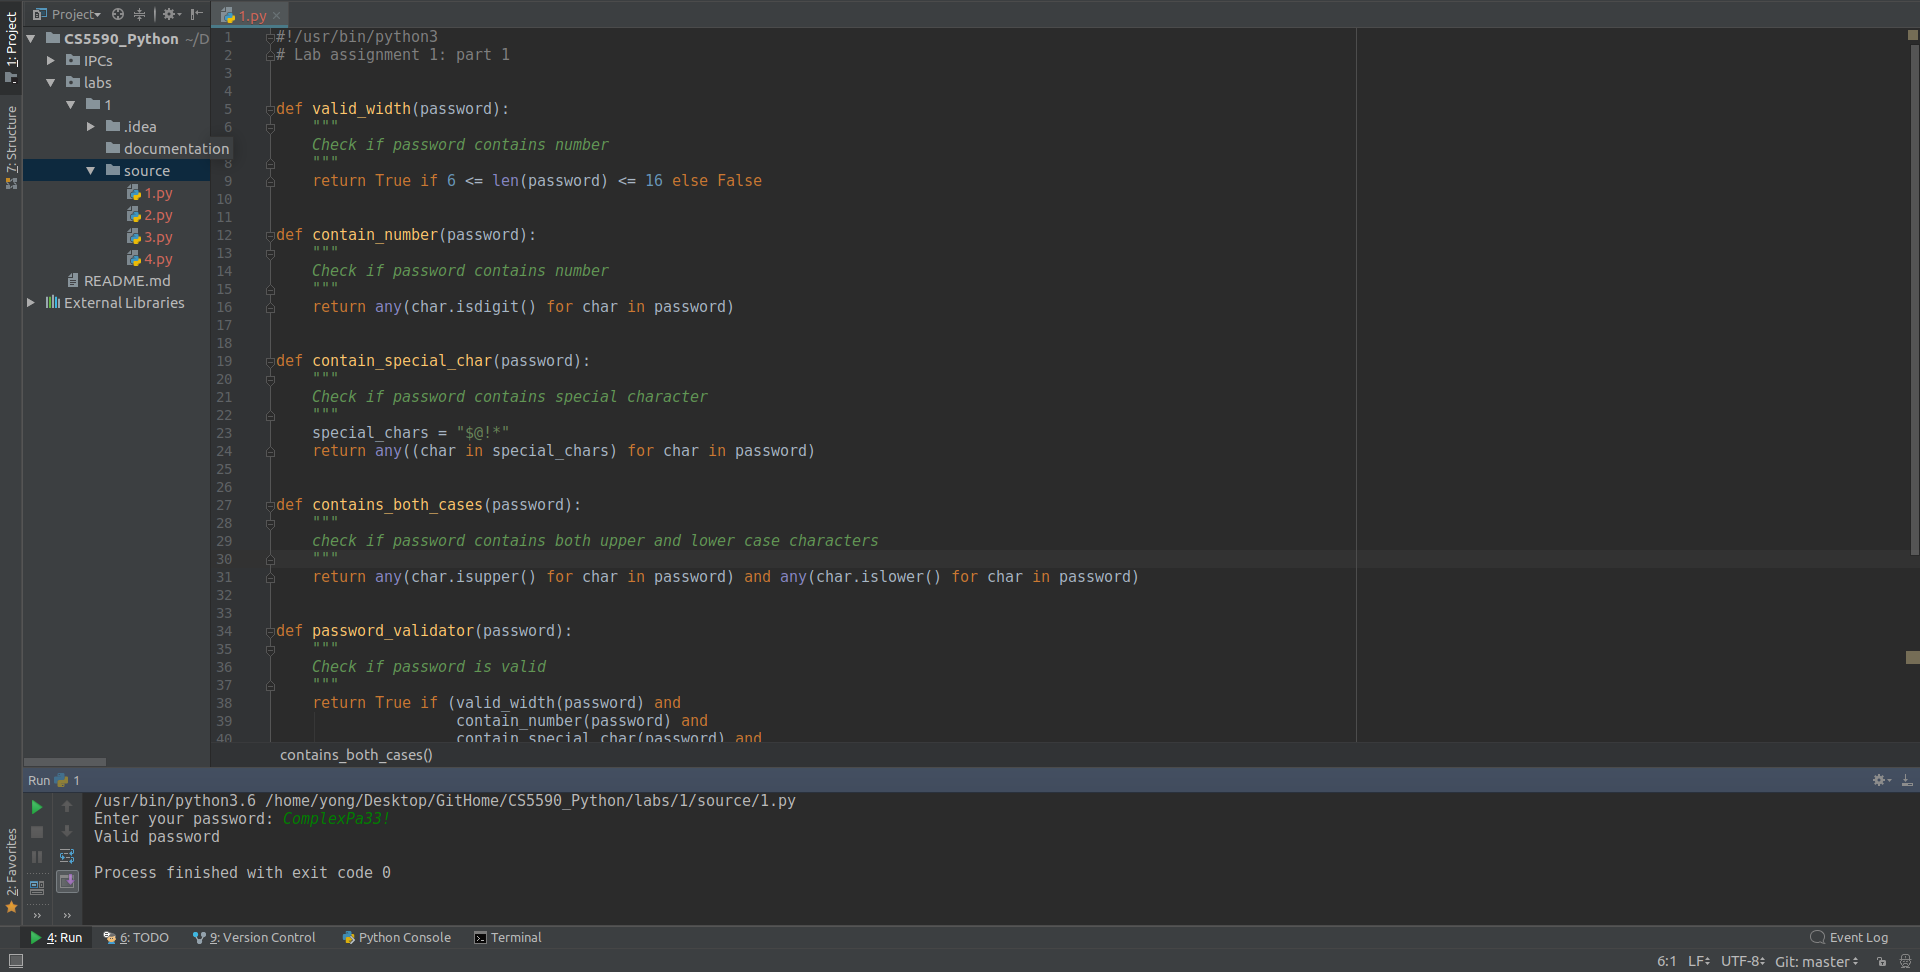 Project
1.py
1: Project
7: Structure
2: Favorites
CS5590_Python ~/D
IPCs
labs
1
.idea
documentation
source
1.py
2.py
3.py
4.py
README.md
External Libraries
1 #!/usr/bin/python3
2 # Lab assignment 1: part 1
3
4
5 def valid_width(password):
6 """
Check if password contains number
8 """
9 return True if 6 <= len(password) <= 16 else False
10
11
12 def contain_number(password):
13 """
14 Check if password contains number
15 """
16 return any(char.isdigit() for char in password)
17
18
19 def contain_special_char(password):
20 """
21 Check if password contains special character
22 """
23 special_chars = "$@!*"
24 return any((char in special_chars) for char in password)
25
26
27 def contains_both_cases(password):
28 """
29 check if password contains both upper and lower case characters
30 """
31 return any(char.isupper() for char in password) and any(char.islower() for char in password)
32
33
34 def password_validator(password):
35 """
36 Check if password is valid
37 """
38 return True if (valid_width(password) and
39 contain_number(password) and
40 contain_special_char(password) and
contains_both_cases()
Run 1
/usr/bin/python3.6 /home/yong/Desktop/GitHome/CS5590_Python/labs/1/source/1.py
Enter your password: ComplexPa33!
Valid password
Process finished with exit code 0
4: Run 6: TODO 9: Version Control Python Console Terminal Event Log
6:1 LF UTF-8 Git: master